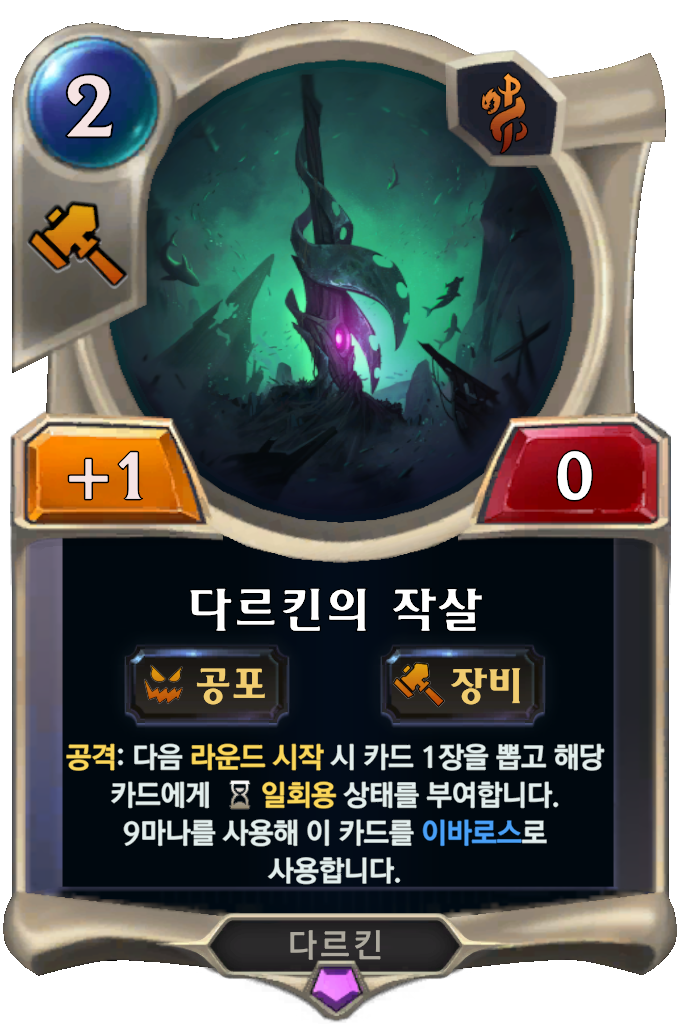 2
+1
0
다르킨의 작살
공포
장비
공격: 다음 라운드 시작 시 카드 1장을 뽑고 해당
카드에게 일회용 상태를 부여합니다.
9마나를 사용해 이 카드를 이바로스로
사용합니다.
다르킨